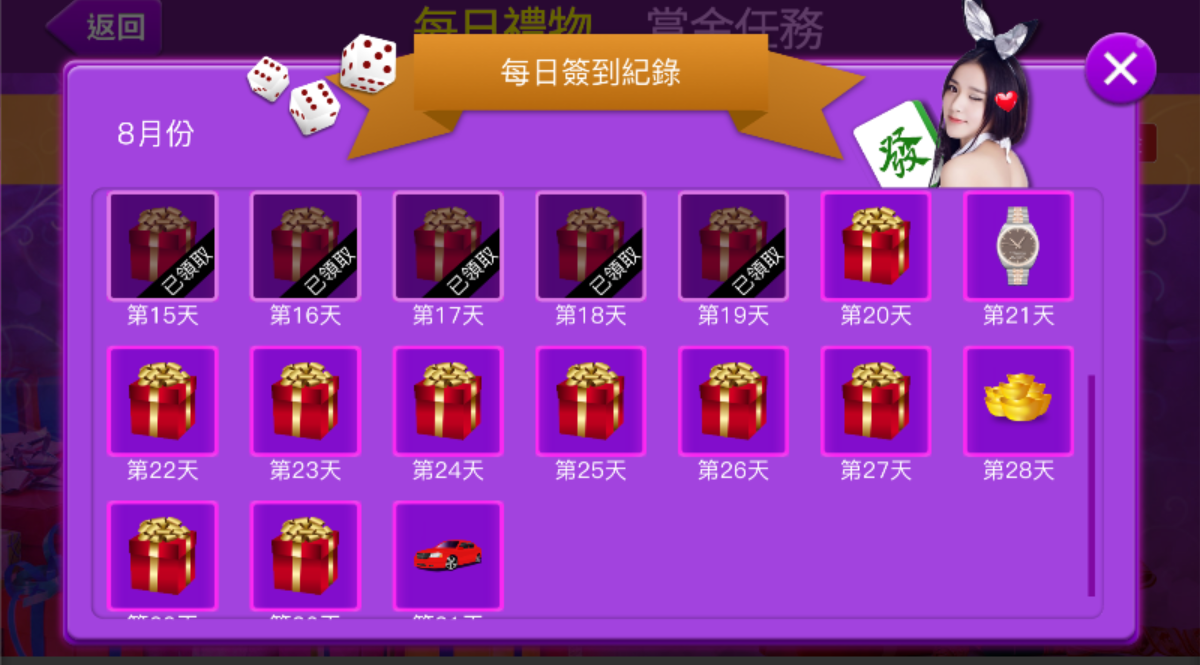 返回
每日禮物
賞金任務
每日簽到紀錄
8月份
發
已領取
已領取
已領取
已領取
已領取
第15天
第16天
第17天
第18天
第19天
第20天
第21天
第22天
第23天
第24天
第25天
第26天
第27天
第28天